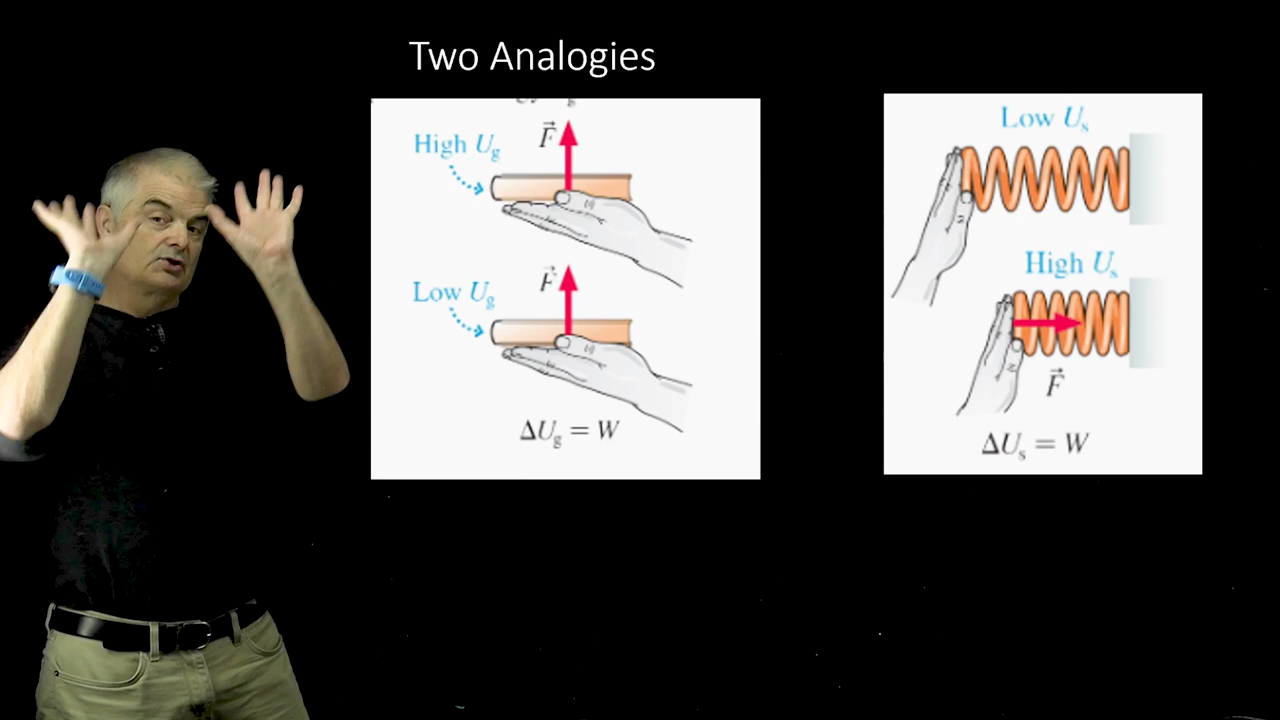 Two Analogies
High U_g
F⃗
Low U_g
F⃗
ΔU_g = W
Low U_s
High U_s
F⃗
ΔU_s = W